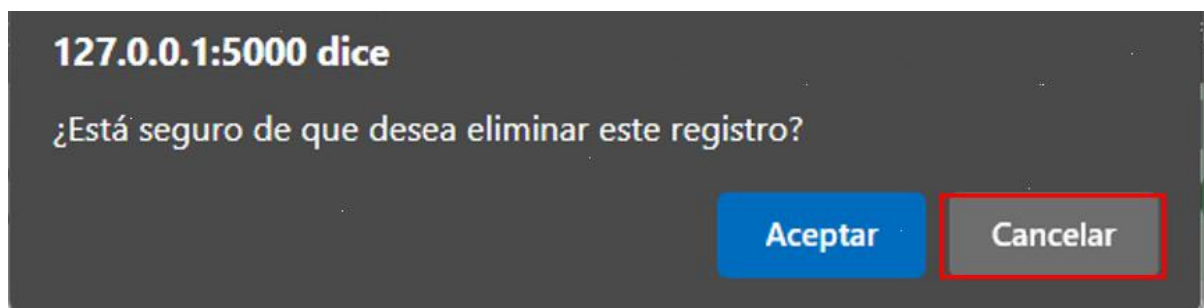 127.0.0.1:5000 dice
¿Está seguro de que desea eliminar este registro?
Aceptar Cancelar